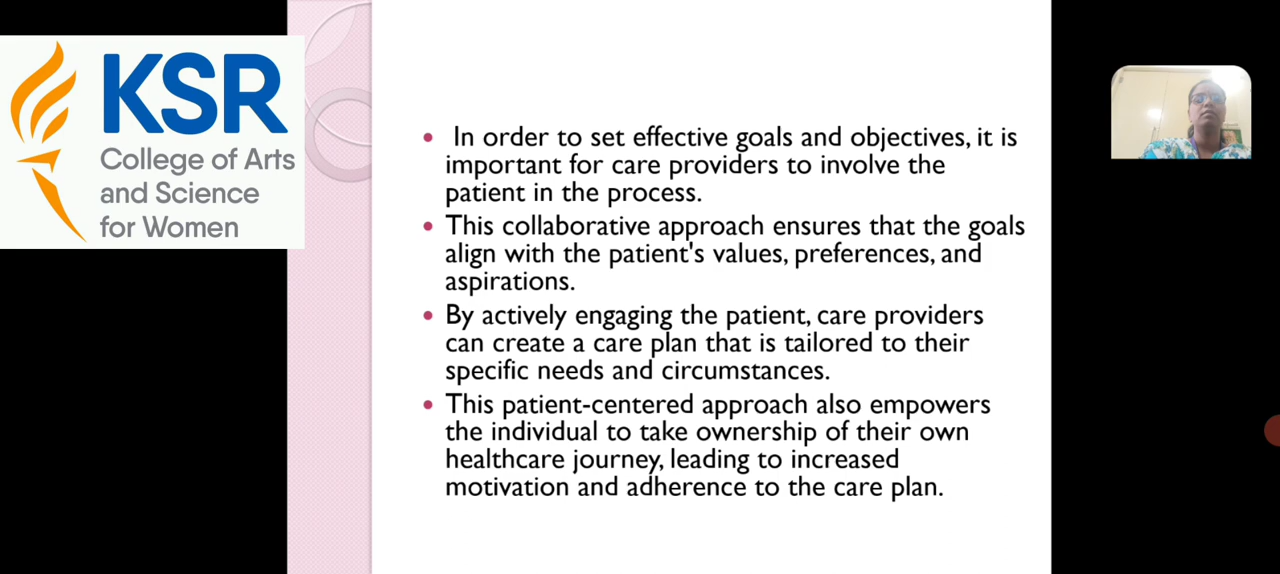 KSR
College of Arts
and Science
for Women
• In order to set effective goals and objectives, it is
important for care providers to involve the
patient in the process.
• This collaborative approach ensures that the goals
align with the patient's values, preferences, and
aspirations.
• By actively engaging the patient, care providers
can create a care plan that is tailored to their
specific needs and circumstances.
• This patient-centered approach also empowers
the individual to take ownership of their own
healthcare journey, leading to increased
motivation and adherence to the care plan.